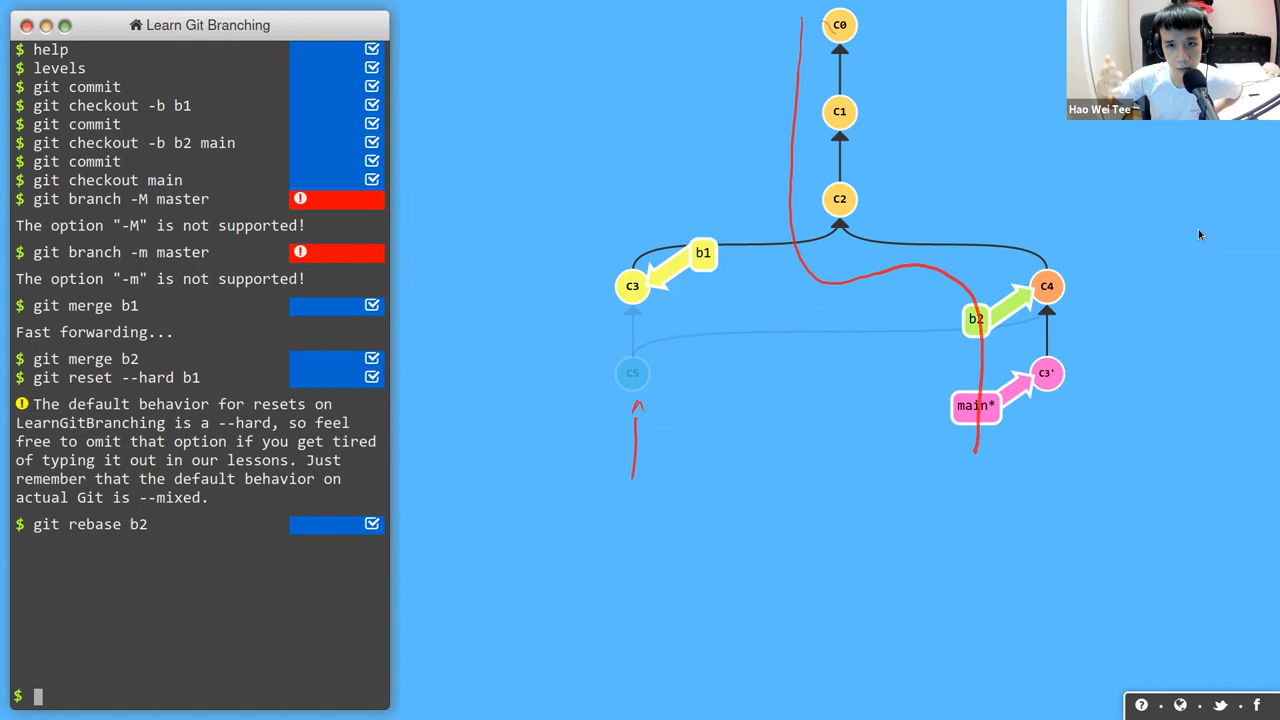 Learn Git Branching
$ help
$ levels
$ git commit
$ git checkout -b b1
$ git commit
$ git checkout -b b2 main
$ git commit
$ git checkout main
$ git branch -M master
The option "-M" is not supported!
$ git branch -m master
The option "-m" is not supported!
$ git merge b1
Fast forwarding...
$ git merge b2
$ git reset --hard b1
The default behavior for resets on
LearnGitBranching is a --hard, so feel
free to omit that option if you get tired
of typing it out in our lessons. Just
remember that the default behavior on
actual Git is --mixed.
$ git rebase b2
$
C0
C1
C2
b1
C3
C4
b2
C5
C3'
main*
Hao Wei Tee